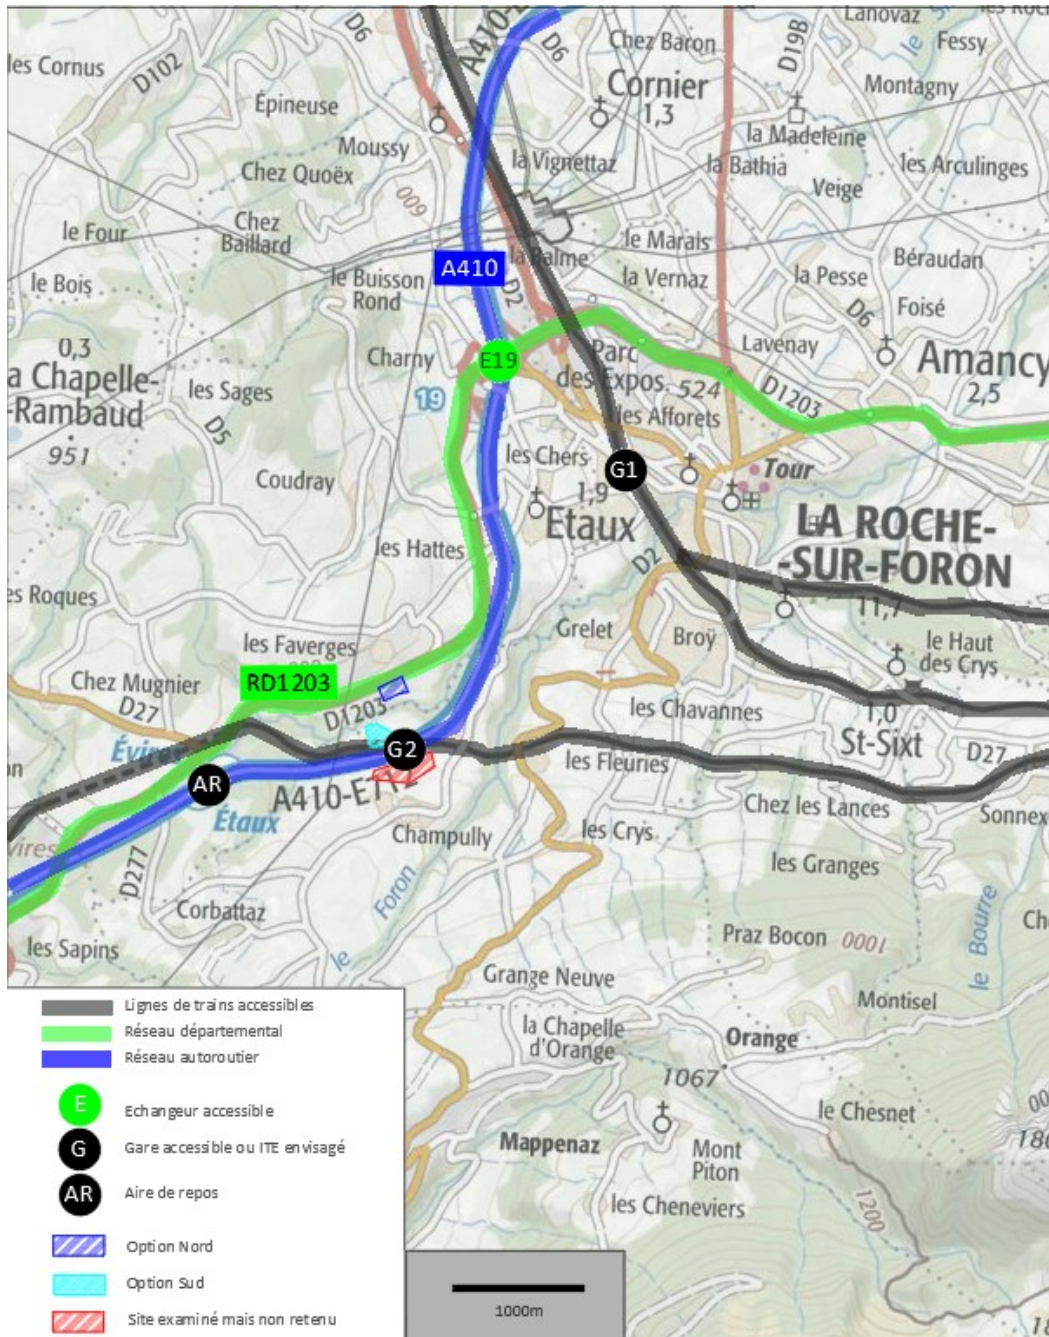 les Cornus
D102
D6
A410-E
D6
Chez Baron
D19B
Lanovaz
Fessy
Cornier
1,3
Montagny
Épineuse
Moussy
Chez Quoëx
la Vignettaz
la Madeleine
la Bathia
les Arculinges
Veige
600
Chez
Baillard
le Four
le Marais
la Balme
A410
Béraudan
le Buisson
Rond
la Vernaz
la Pesse
le Bois
D2
D6
Foisé
0,3
a Chapelle-
-Rambaud
951
Charny
E19
Parc
des Expos.
524
Lavenay
Amancy
2,5
D1203
les Sages
19
D5
les Afforets
les Chers
G1
Tour
Coudray
1,9
Etaux
LA ROCHE-
-SUR-FORON
les Hattes
D2
11,7
es Roques
Grelet
Broÿ
le Haut
des Crys
les Faverges
RD1203
Chez Mugnier
D27
D1203
les Chavannes
1,0
St-Sixt
Évires
G2
D27
les Fleuries
AR
A410-E712
Chez les Lances
Sonnex
Étaux
Champully
les Crys
vires
les Granges
D277
Foron
Corbattaz
le Bourre
Ch
les Sapins
le
Praz Bocon
1000
Grange Neuve
Montisel
la Chapelle
d'Orange
Orange
1067
le Chesnet
Mappenaz
Mont
Piton
les Cheneviers
1200
Lignes de trains accessibles
Réseau départemental
Réseau autoroutier
E
Echangeur accessible
G
Gare accessible ou ITE envisagé
AR
Aire de repos
Option Nord
Option Sud
Site examiné mais non retenu
1000m